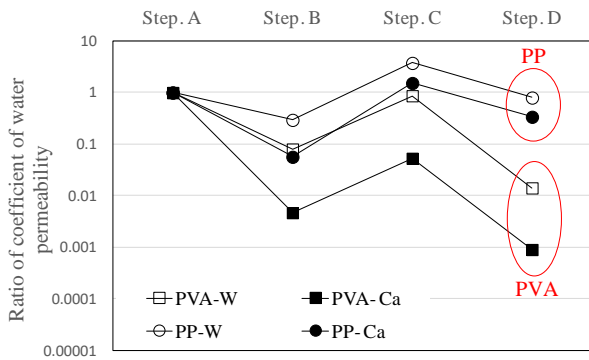 Step. A Step. B Step. C Step. D
10
1
0.1
0.01
0.001
0.0001
0.00001
Ratio of coefficient of water
permeability
PP
PVA
PVA-W PVA-Ca
PP-W PP-Ca